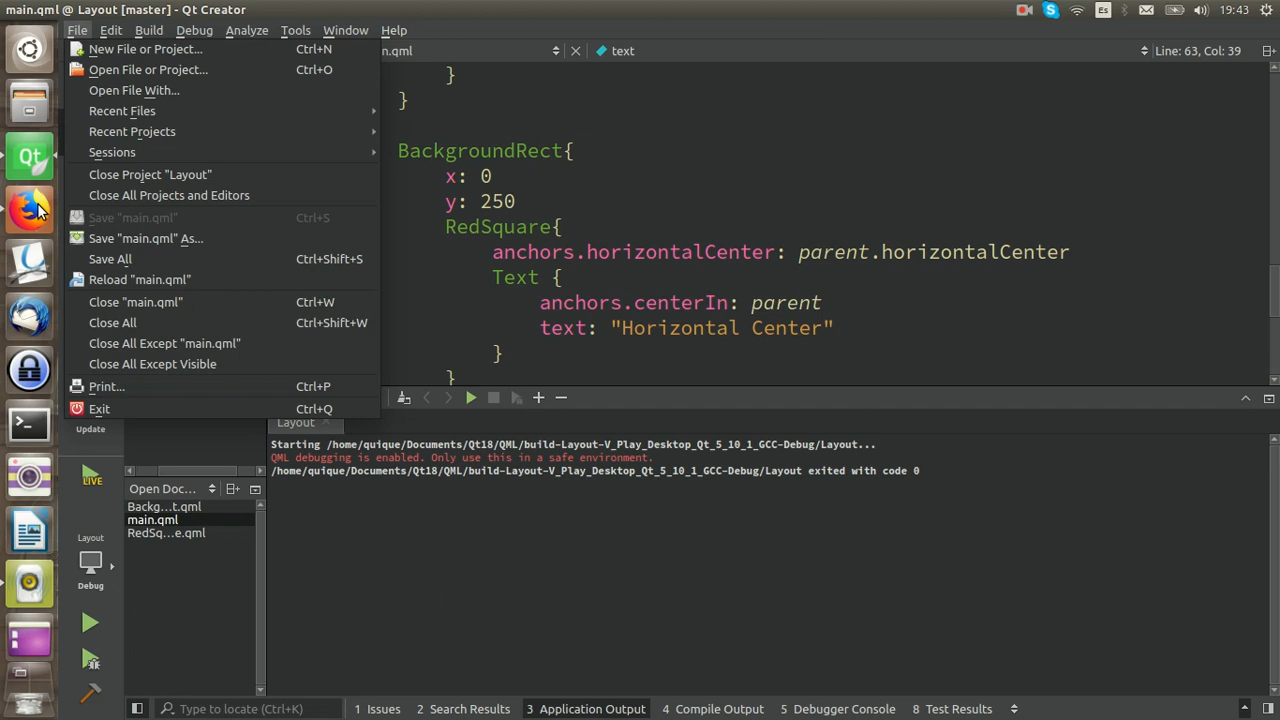 main.qml @ Layout [master] - Qt Creator
Es
19:43
File Edit Build Debug Analyze Tools Window Help
New File or Project... Ctrl+N
Open File or Project... Ctrl+O
Open File With...
Recent Files
Recent Projects
Sessions
Close Project "Layout"
Close All Projects and Editors
Save "main.qml" Ctrl+S
Save "main.qml" As...
Save All Ctrl+Shift+S
Reload "main.qml"
Close "main.qml" Ctrl+W
Close All Ctrl+Shift+W
Close All Except "main.qml"
Close All Except Visible
Print... Ctrl+P
Exit Ctrl+Q
n.qml
text
Line: 63, Col: 39
}
}
BackgroundRect{
x: 0
y: 250
RedSquare{
anchors.horizontalCenter: parent.horizontalCenter
Text {
anchors.centerIn: parent
text: "Horizontal Center"
}
}
Qt
Update
LIVE
Layout
Debug
Open Doc...
Backg...t.qml
main.qml
RedSq...e.qml
Layout
Starting /home/quique/Documents/Qt18/QML/build-Layout-V_Play_Desktop_Qt_5_10_1_GCC-Debug/Layout...
QML debugging is enabled. Only use this in a safe environment.
/home/quique/Documents/Qt18/QML/build-Layout-V_Play_Desktop_Qt_5_10_1_GCC-Debug/Layout exited with code 0
Type to locate (Ctrl+K)
1 Issues 2 Search Results 3 Application Output 4 Compile Output 5 Debugger Console 8 Test Results